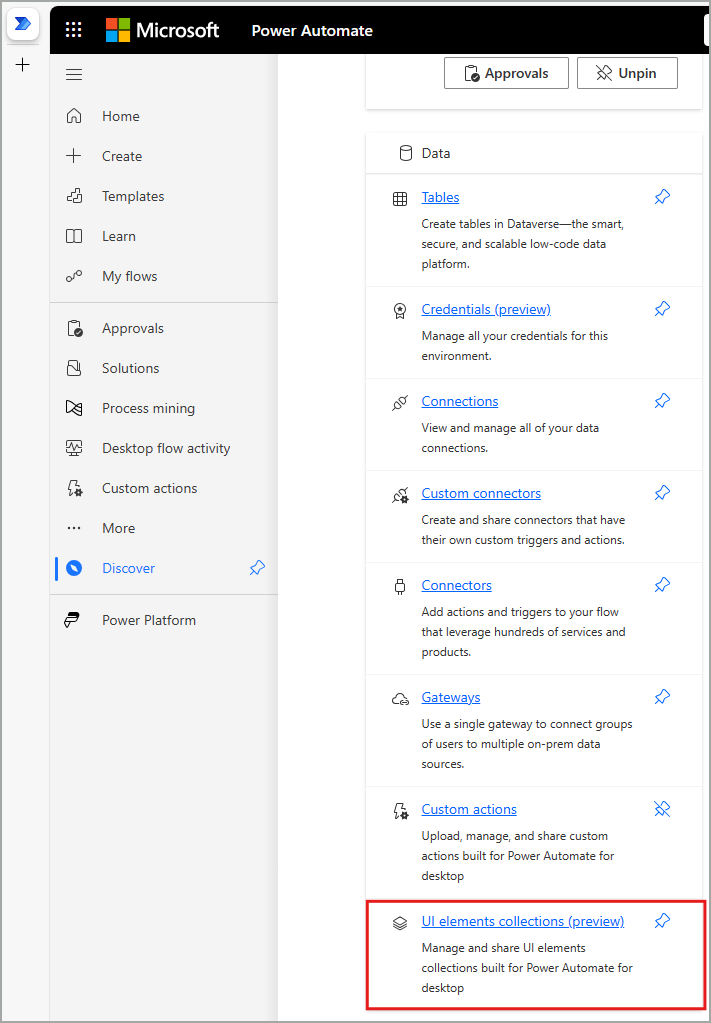 Microsoft Power Automate
Home
Create
Templates
Learn
My flows
Approvals
Solutions
Process mining
Desktop flow activity
Custom actions
More
Discover
Power Platform
Approvals Unpin
Data
Tables
Create tables in Dataverse—the smart,
secure, and scalable low-code data
platform.
Credentials (preview)
Manage all your credentials for this
environment.
Connections
View and manage all of your data
connections.
Custom connectors
Create and share connectors that have
their own custom triggers and actions.
Connectors
Add actions and triggers to your flow
that leverage hundreds of services and
products.
Gateways
Use a single gateway to connect groups
of users to multiple on-prem data
sources.
Custom actions
Upload, manage, and share custom
actions built for Power Automate for
desktop
UI elements collections (preview)
Manage and share UI elements
collections built for Power Automate for
desktop